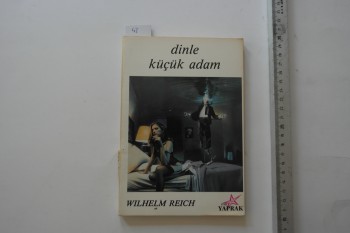 dinle
küçük adam
WILHELM REICH
YAPRAK